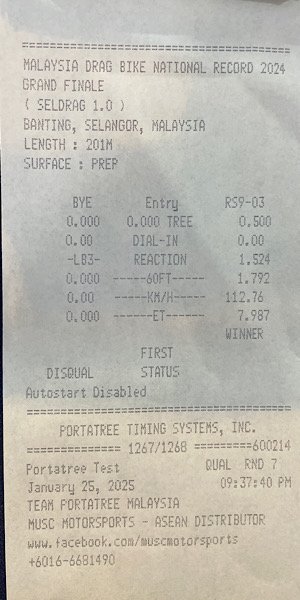 ================================
MALAYSIA DRAG BIKE NATIONAL RECORD 2024
GRAND FINALE
( SELDRAG 1.0 )
BANTING, SELANGOR, MALAYSIA
LENGTH : 201M
SURFACE : PREP
BYE Entry RS9-03
0.000 0.000 TREE 0.500
0.00 DIAL-IN 0.00
-LB3- REACTION 1.524
0.000 -----60FT------ 1.792
0.00 -----KM/H------ 112.76
0.000 ------ET------- 7.987
WINNER
FIRST
DISQUAL STATUS
Autostart Disabled
================================
PORTATREE TIMING SYSTEMS, INC.
============== 1267/1268 =========600214
Portatree Test QUAL RND 7
January 25, 2025 09:37:40 PM
TEAM PORTATREE MALAYSIA
MUSC MOTORSPORTS - ASEAN DISTRIBUTOR
www.facebook.com/muscmotorsports
+6016-6681490